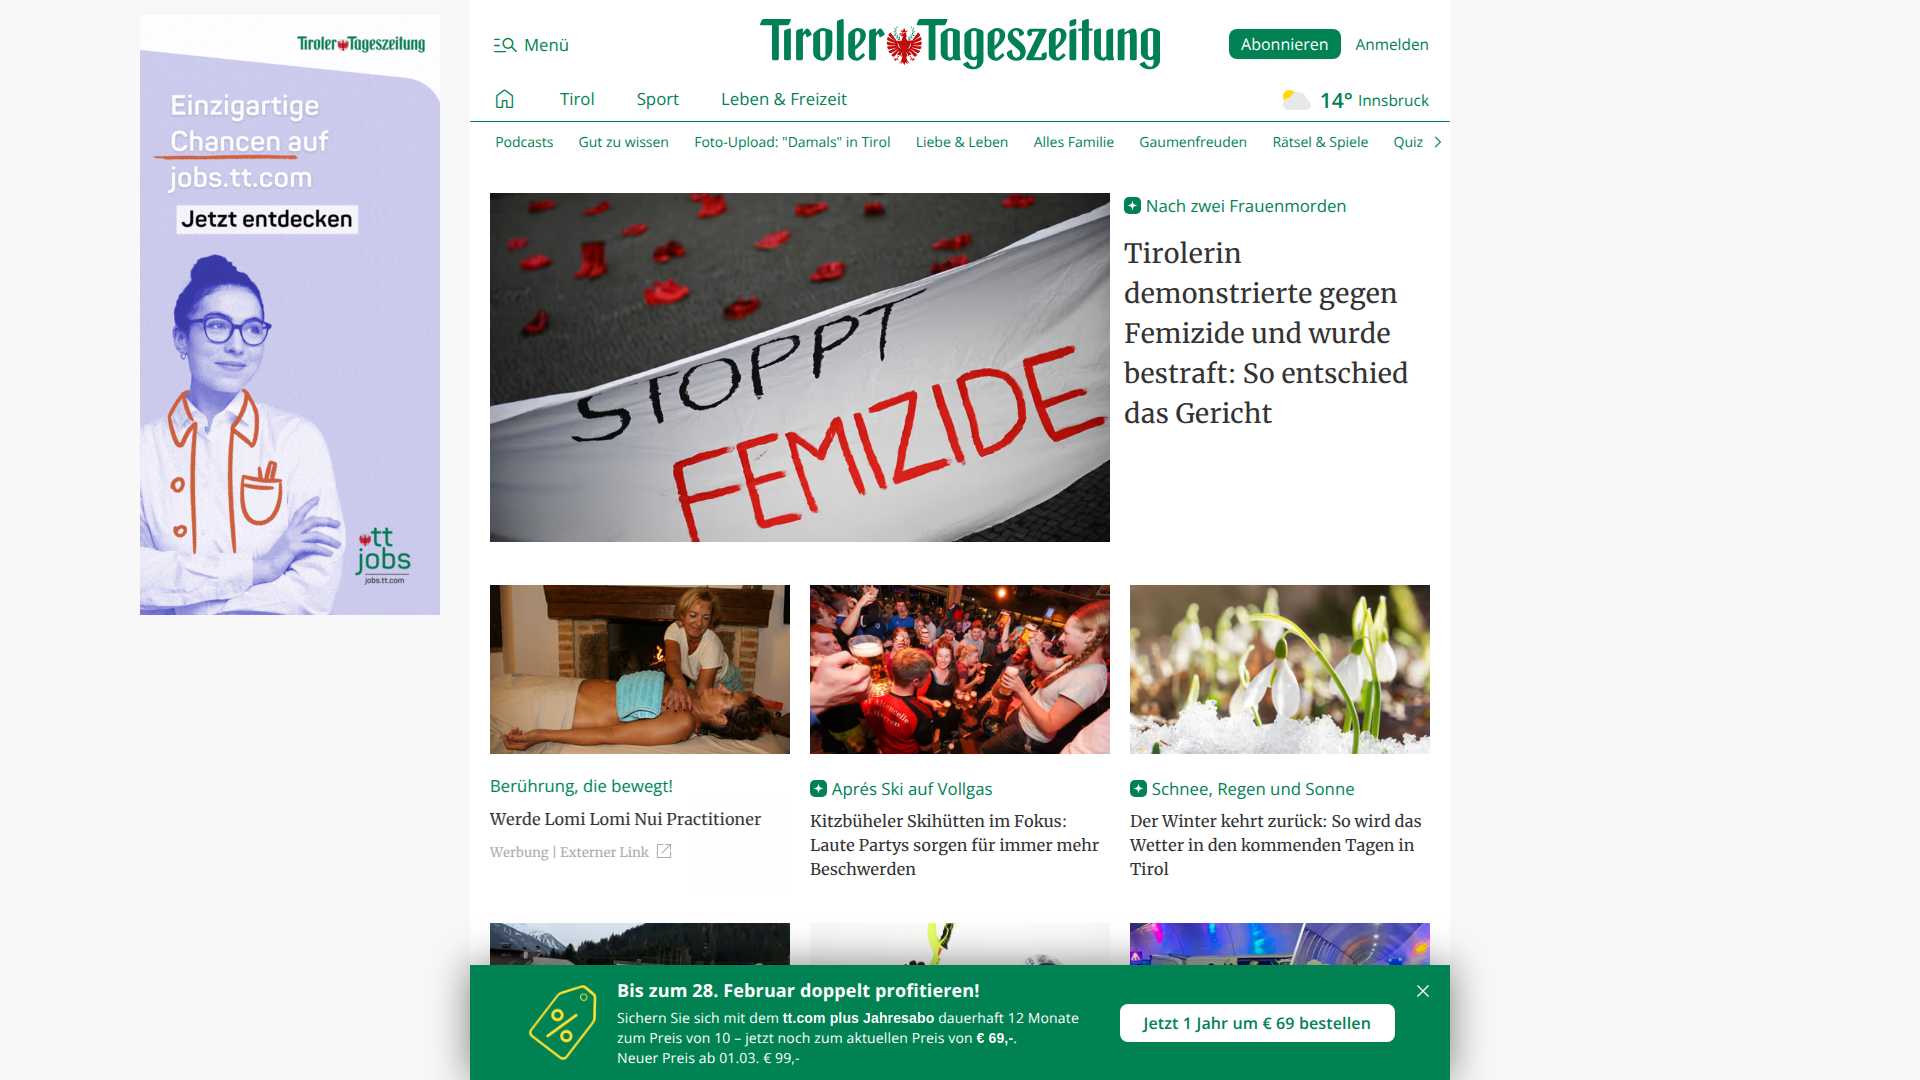 Tiroler Tageszeitung
Einzigartige
Chancen auf
jobs.tt.com
Jetzt entdecken
tt
jobs
jobs.tt.com
Menü
Tiroler Tageszeitung
Abonnieren
Anmelden
Tirol
Sport
Leben & Freizeit
14° Innsbruck
Podcasts
Gut zu wissen
Foto-Upload: "Damals" in Tirol
Liebe & Leben
Alles Familie
Gaumenfreuden
Rätsel & Spiele
Quiz
STOPPT
FEMIZIDE
Nach zwei Frauenmorden
Tirolerin
demonstrierte gegen
Femizide und wurde
bestraft: So entschied
das Gericht
Berührung, die bewegt!
Werde Lomi Lomi Nui Practitioner
Werbung | Externer Link
Aprés Ski auf Vollgas
Kitzbüheler Skihütten im Fokus:
Laute Partys sorgen für immer mehr
Beschwerden
Schnee, Regen und Sonne
Der Winter kehrt zurück: So wird das
Wetter in den kommenden Tagen in
Tirol
Bis zum 28. Februar doppelt profitieren!
Sichern Sie sich mit dem tt.com plus Jahresabo dauerhaft 12 Monate
zum Preis von 10 – jetzt noch zum aktuellen Preis von € 69,-.
Neuer Preis ab 01.03. € 99,-
Jetzt 1 Jahr um € 69 bestellen